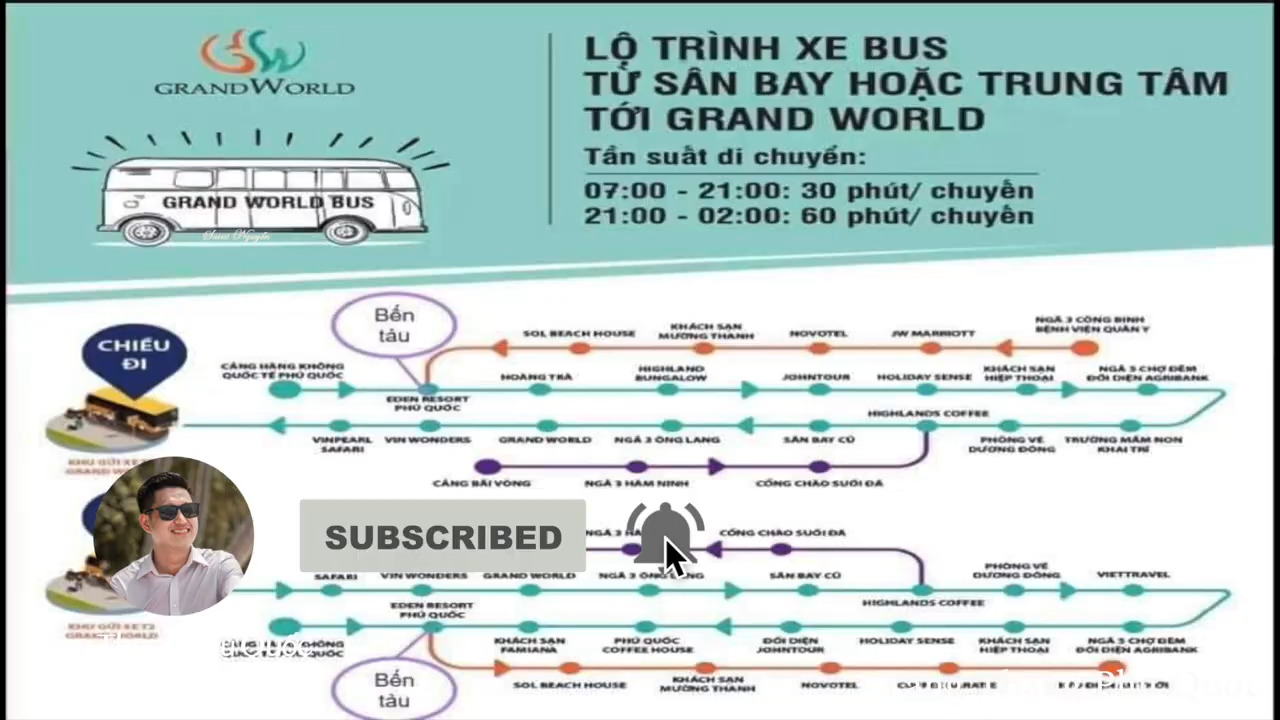 GRANDWORLD
LỘ TRÌNH XE BUS
TỪ SÂN BAY HOẶC TRUNG TÂM
TỚI GRAND WORLD
Tần suất di chuyển:
07:00 - 21:00: 30 phút/ chuyến
21:00 - 02:00: 60 phút/ chuyến
GRAND WORLD BUS
Bến
tàu
CHIỀU
ĐI
SOL BEACH HOUSE
KHÁCH SẠN
MƯỜNG THANH
NOVOTEL
JW MARRIOTT
NGÃ 3 CÔNG BINH
BỆNH VIỆN QUÂN Y
CẢNG HÀNG KHÔNG
QUỐC TẾ PHÚ QUỐC
EDEN RESORT
PHÚ QUỐC
HOÀNG TRÀ
HIGHLAND
BUNGALOW
JOHNTOUR
HOLIDAY SENSE
KHÁCH SẠN
HIỆP THOẠI
NGÃ 5 CHỢ ĐÊM
ĐỐI DIỆN AGRIBANK
VINPEARL
SAFARI
VIN WONDERS
GRAND WORLD
NGÃ 3 ÔNG LANG
SÂN BAY CŨ
HIGHLANDS COFFEE
PHÒNG VÉ
DƯƠNG ĐÔNG
TRƯỜNG MẦM NON
KHẢI TRÍ
CẢNG BÃI VÒNG
NGÃ 3 HÀM NINH
CỔNG CHÀO SUỐI ĐÁ
SUBSCRIBED
NGÃ 3
CỔNG CHÀO SUỐI ĐÁ
SAFARI
VIN WONDERS
GRAND WORLD
NGÃ 3 ÔNG LANG
SÂN BAY CŨ
HIGHLANDS COFFEE
PHÒNG VÉ
DƯƠNG ĐÔNG
VIETTRAVEL
EDEN RESORT
PHÚ QUỐC
KHÁCH SẠN
FAMIANA
PHÚ QUỐC
COFFEE HOUSE
ĐỐI DIỆN
JOHNTOUR
HOLIDAY SENSE
KHÁCH SẠN
HIỆP THOẠI
NGÃ 5 CHỢ ĐÊM
ĐỐI DIỆN AGRIBANK
Bến
tàu
SOL BEACH HOUSE
KHÁCH SẠN
MƯỜNG THANH
NOVOTEL